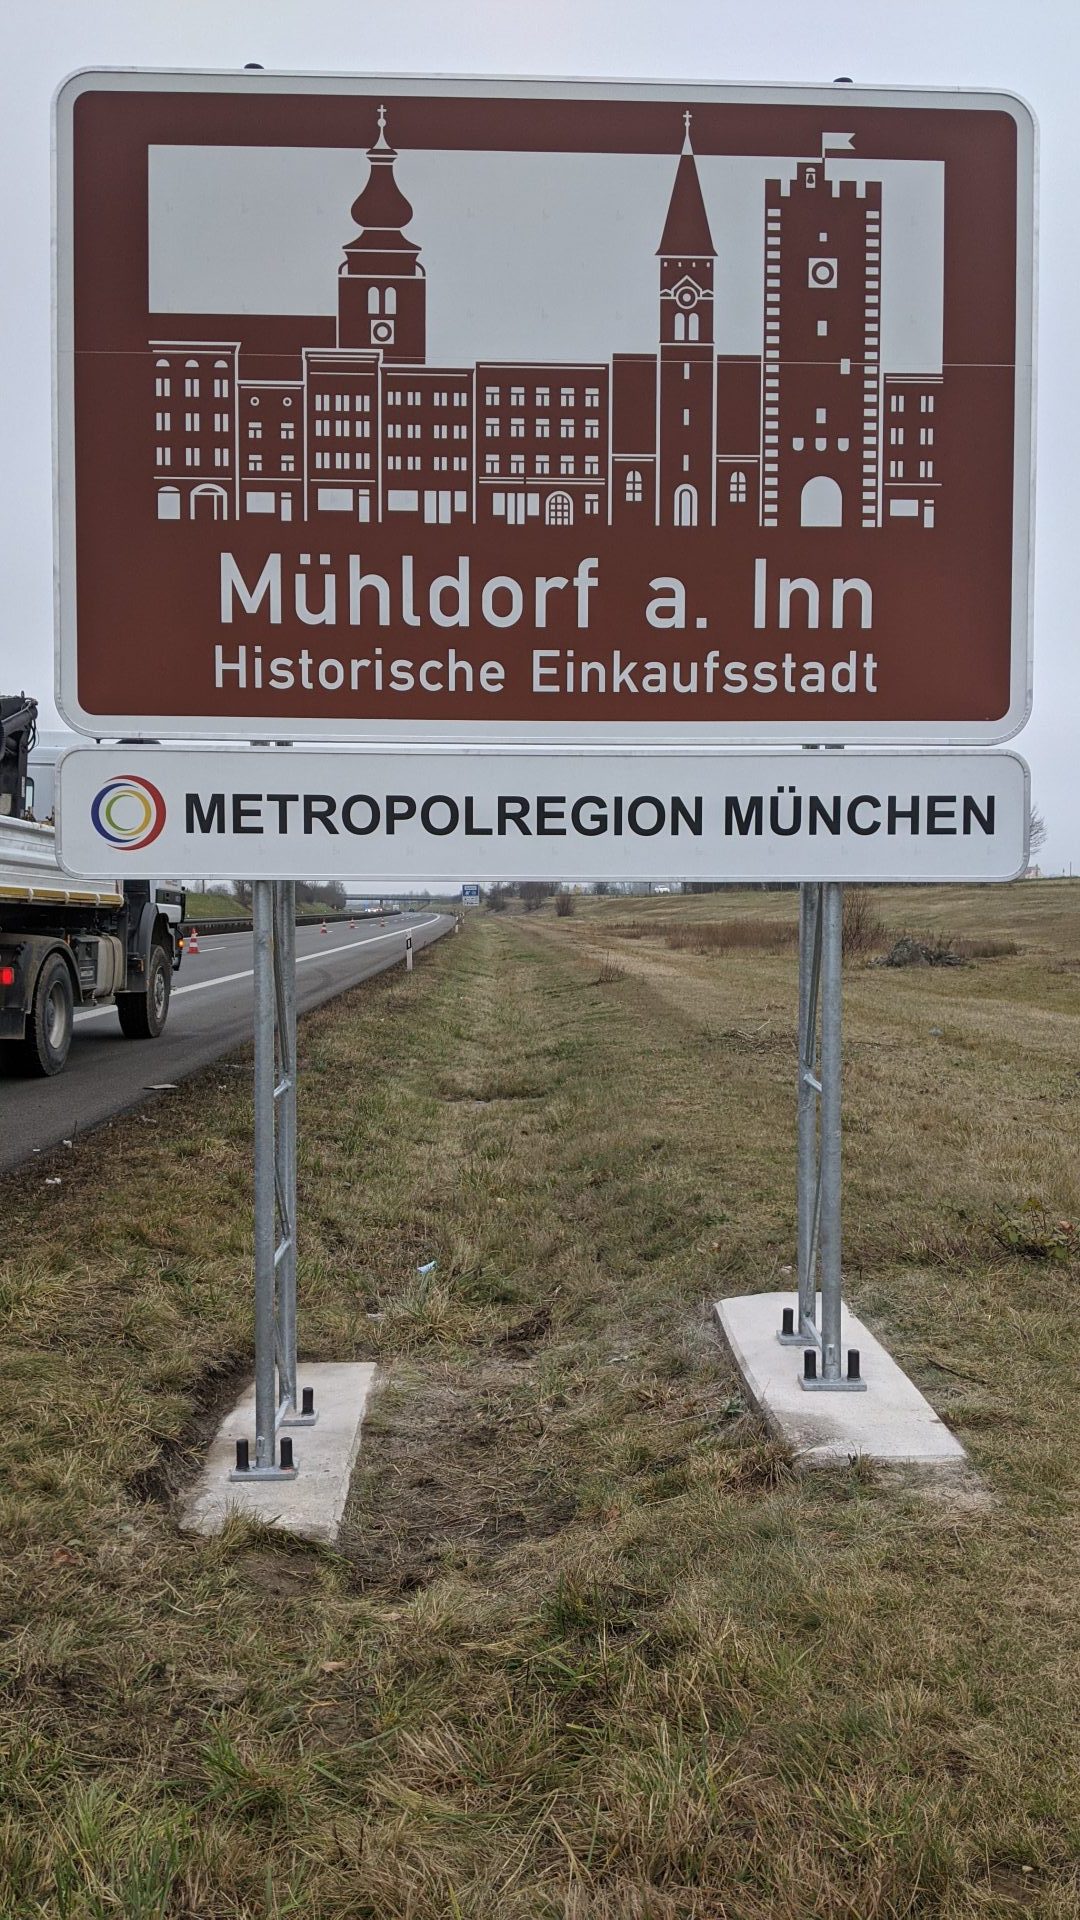 Mühldorf a. Inn
Historische Einkaufsstadt
METROPOLREGION MÜNCHEN